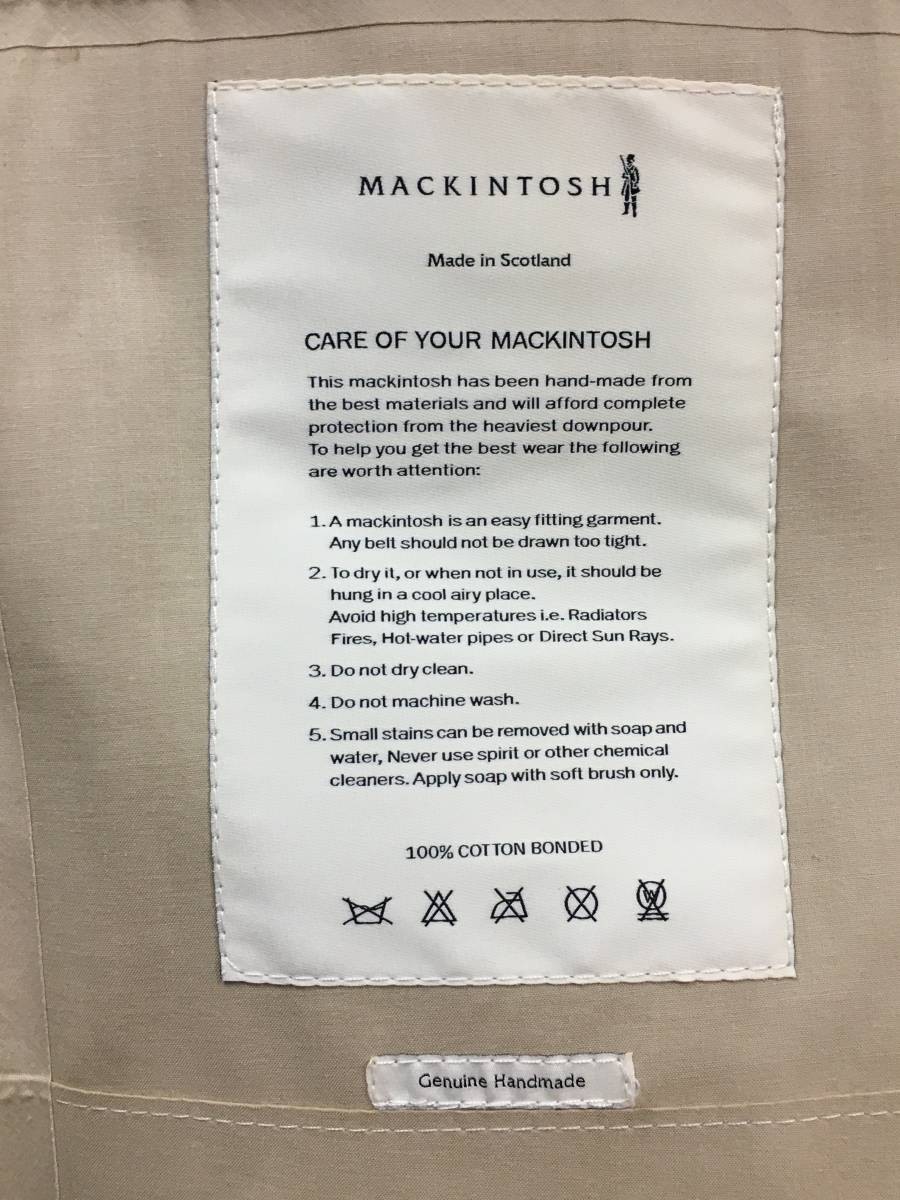 MACKINTOSH
Made in Scotland
CARE OF YOUR MACKINTOSH
This mackintosh has been hand-made from
the best materials and will afford complete
protection from the heaviest downpour.
To help you get the best wear the following
are worth attention:
1. A mackintosh is an easy fitting garment.
Any belt should not be drawn too tight.
2. To dry it, or when not in use, it should be
hung in a cool airy place.
Avoid high temperatures i.e. Radiators
Fires, Hot-water pipes or Direct Sun Rays.
3. Do not dry clean.
4. Do not machine wash.
5. Small stains can be removed with soap and
water, Never use spirit or other chemical
cleaners. Apply soap with soft brush only.
100% COTTON BONDED
W
Genuine Handmade